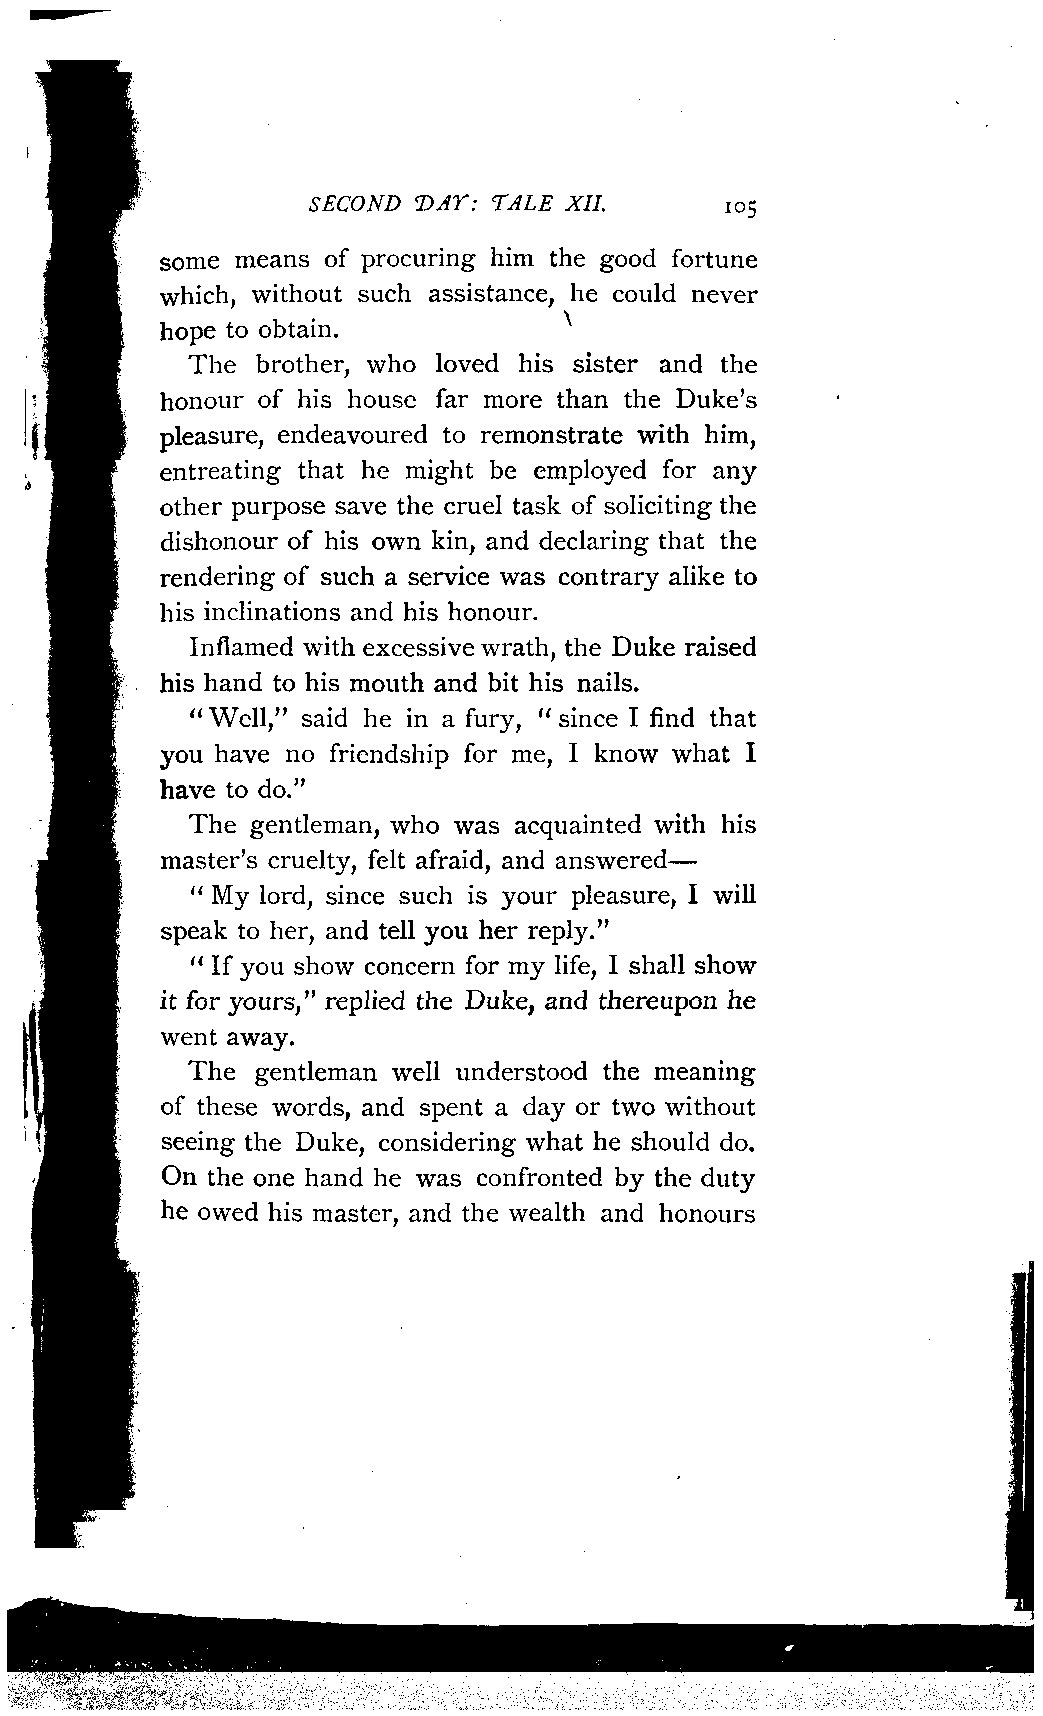 SECOND DAY: TALE XII. 105
some means of procuring him the good fortune
which, without such assistance, he could never
hope to obtain.
The brother, who loved his sister and the
honour of his house far more than the Duke's
pleasure, endeavoured to remonstrate with him,
entreating that he might be employed for any
other purpose save the cruel task of soliciting the
dishonour of his own kin, and declaring that the
rendering of such a service was contrary alike to
his inclinations and his honour.
Inflamed with excessive wrath, the Duke raised
his hand to his mouth and bit his nails.
"Well," said he in a fury, "since I find that
you have no friendship for me, I know what I
have to do."
The gentleman, who was acquainted with his
master's cruelty, felt afraid, and answered—
"My lord, since such is your pleasure, I will
speak to her, and tell you her reply."
"If you show concern for my life, I shall show
it for yours," replied the Duke, and thereupon he
went away.
The gentleman well understood the meaning
of these words, and spent a day or two without
seeing the Duke, considering what he should do.
On the one hand he was confronted by the duty
he owed his master, and the wealth and honours